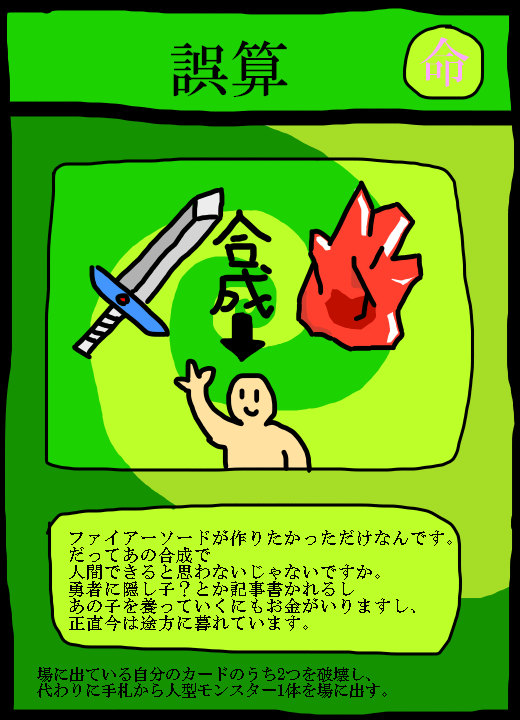 誤算
命
合
成
ファイアーソードが作りたかっただけなんです。
だってあの合成で
人間できると思わないじゃないですか。
勇者に隠し子？とか記事書かれるし
あの子を養っていくにもお金がいりますし、
正直今は途方に暮れています。
場に出ている自分のカードのうち2つを破壊し、
代わりに手札から人型モンスター1体を場に出す。